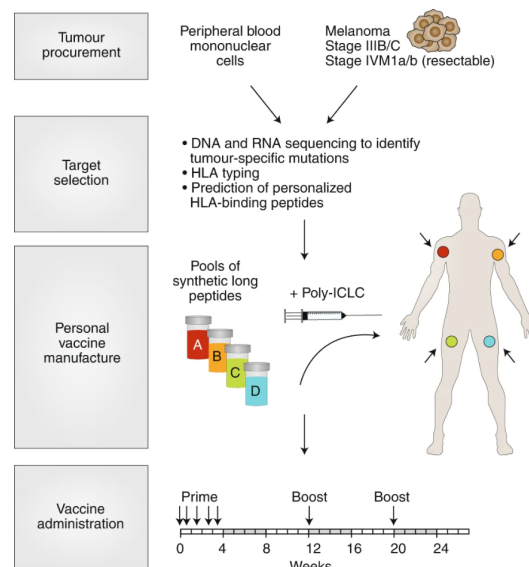 Tumour
procurement
Peripheral blood
mononuclear
cells
Melanoma
Stage IIIB/C
Stage IVM1a/b (resectable)
Target
selection
• DNA and RNA sequencing to identify
tumour-specific mutations
• HLA typing
• Prediction of personalized
HLA-binding peptides
Personal
vaccine
manufacture
Pools of
synthetic long
peptides
+ Poly-ICLC
A
B
C
D
Vaccine
administration
Prime Boost Boost
0 4 8 12 16 20 24
Weeks